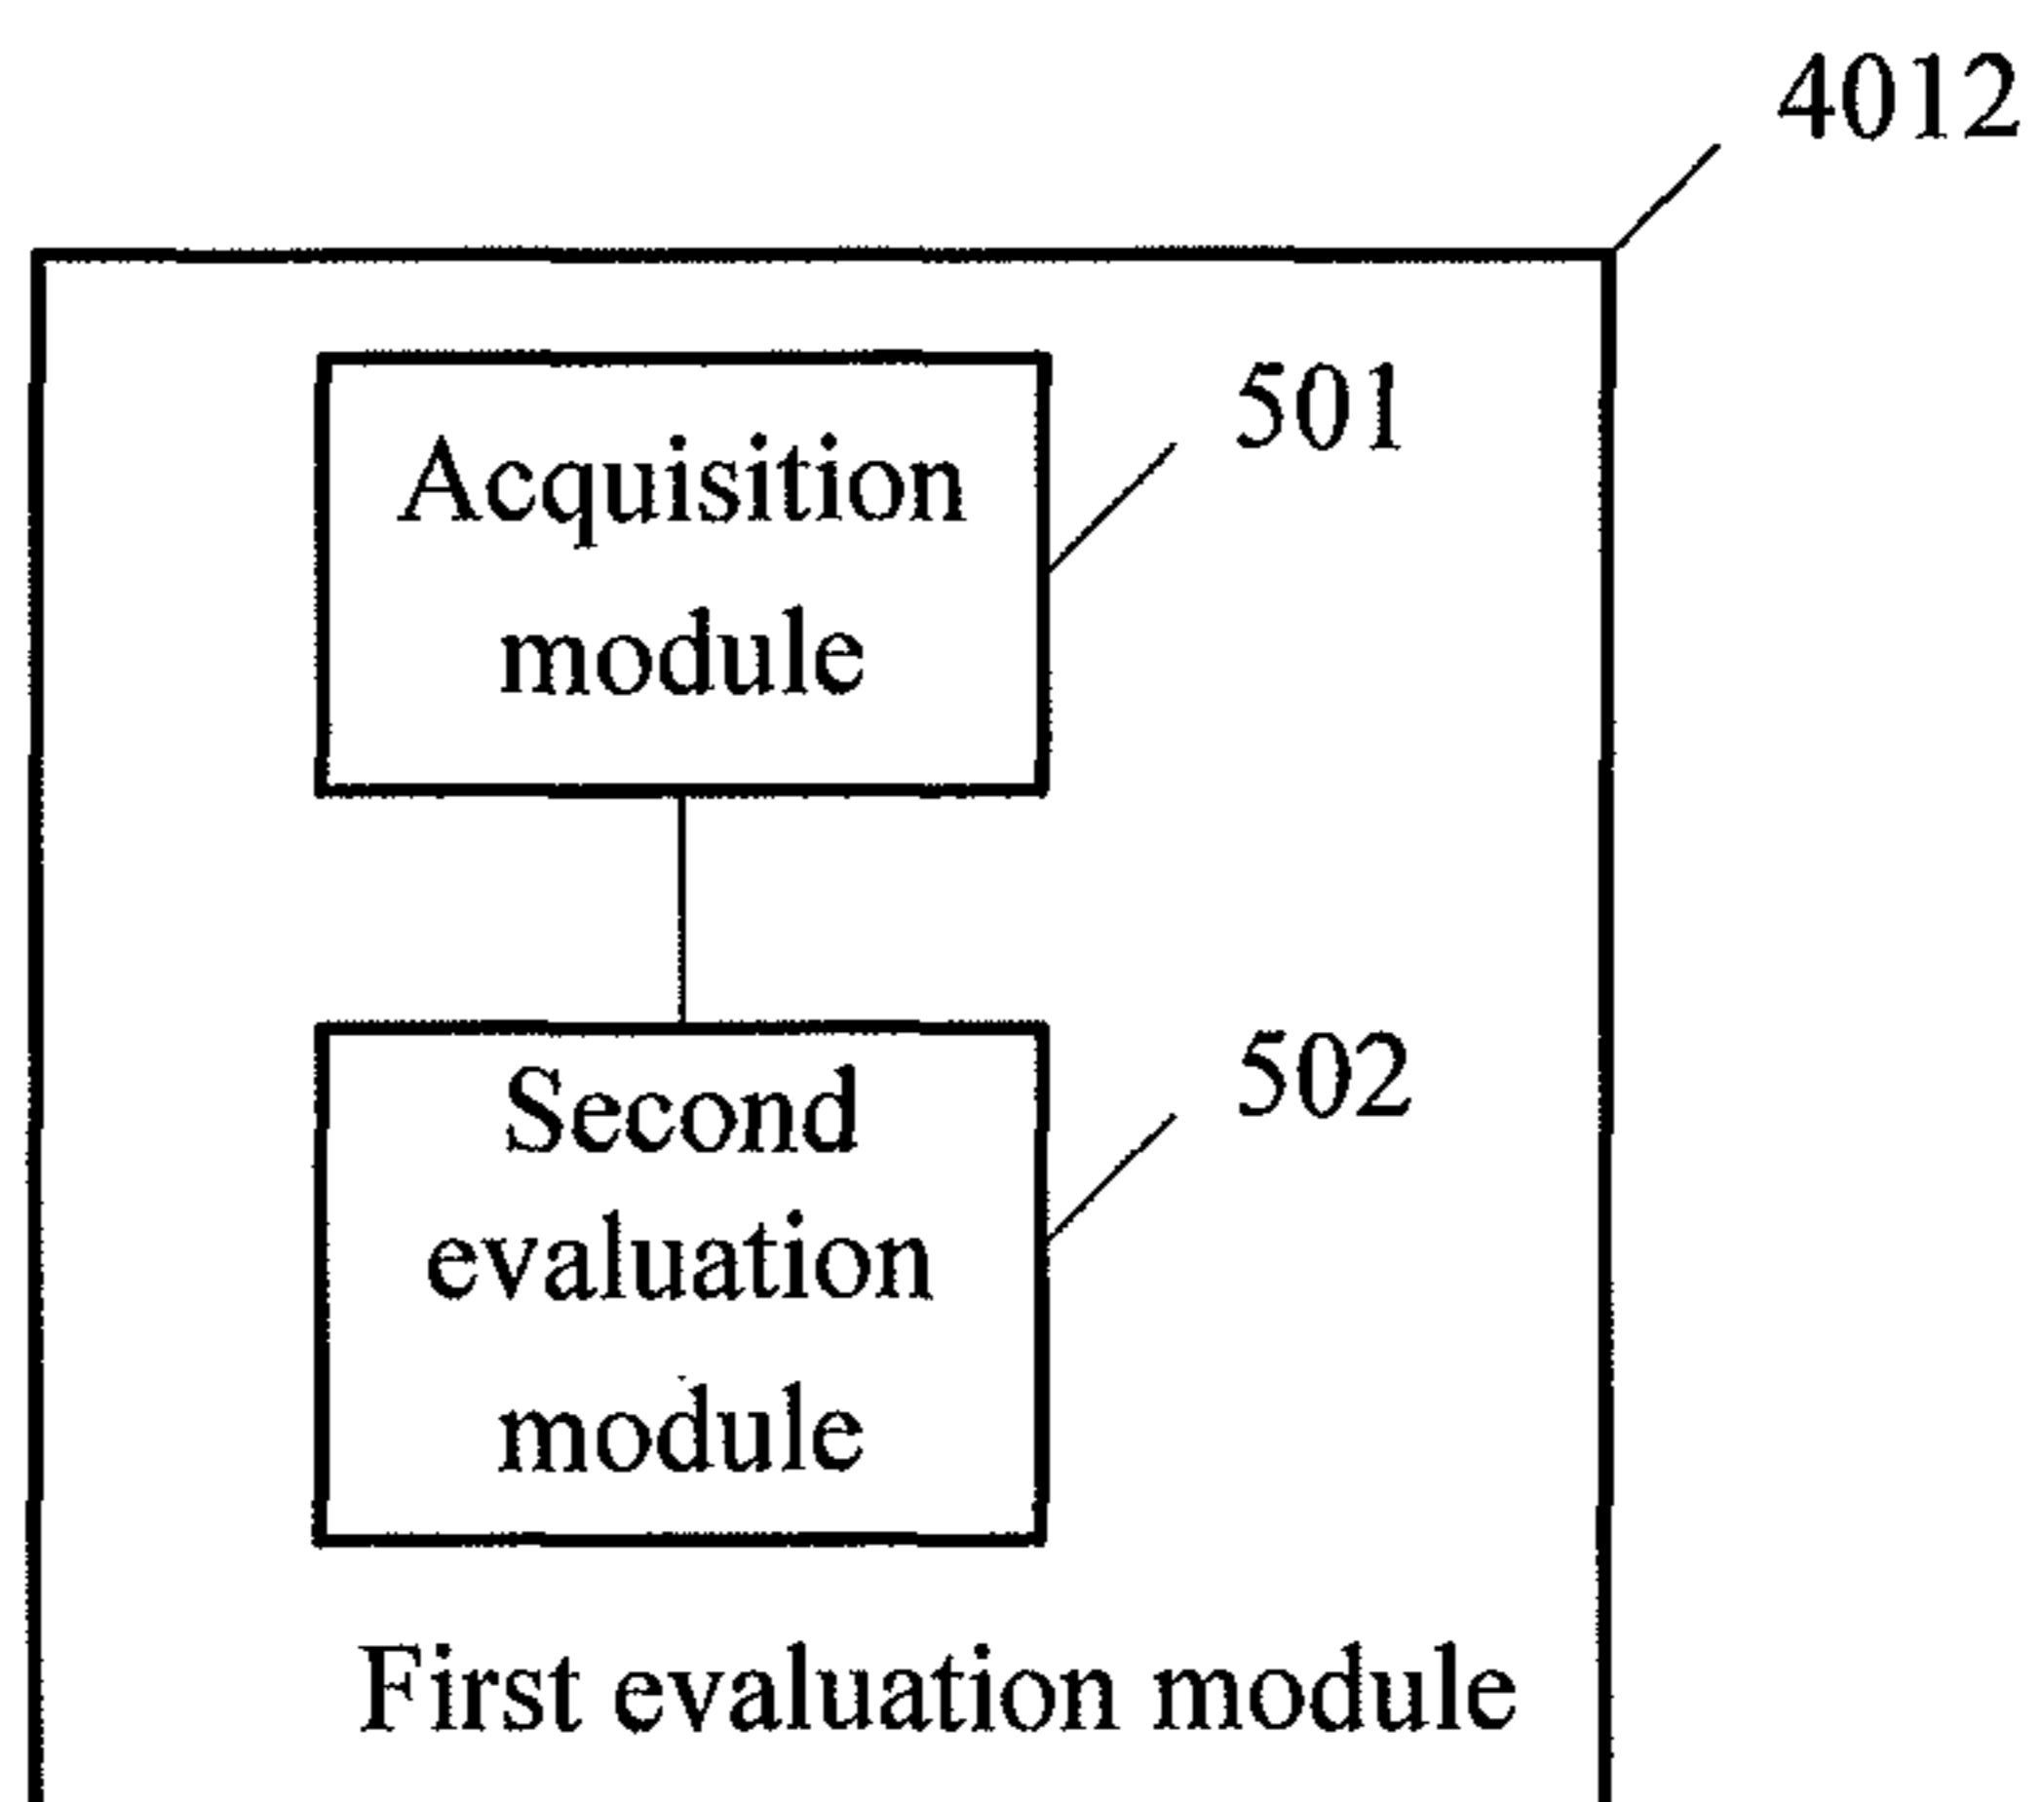 4012
501
Acquisition
module
502
Second
evaluation
module
First evaluation module